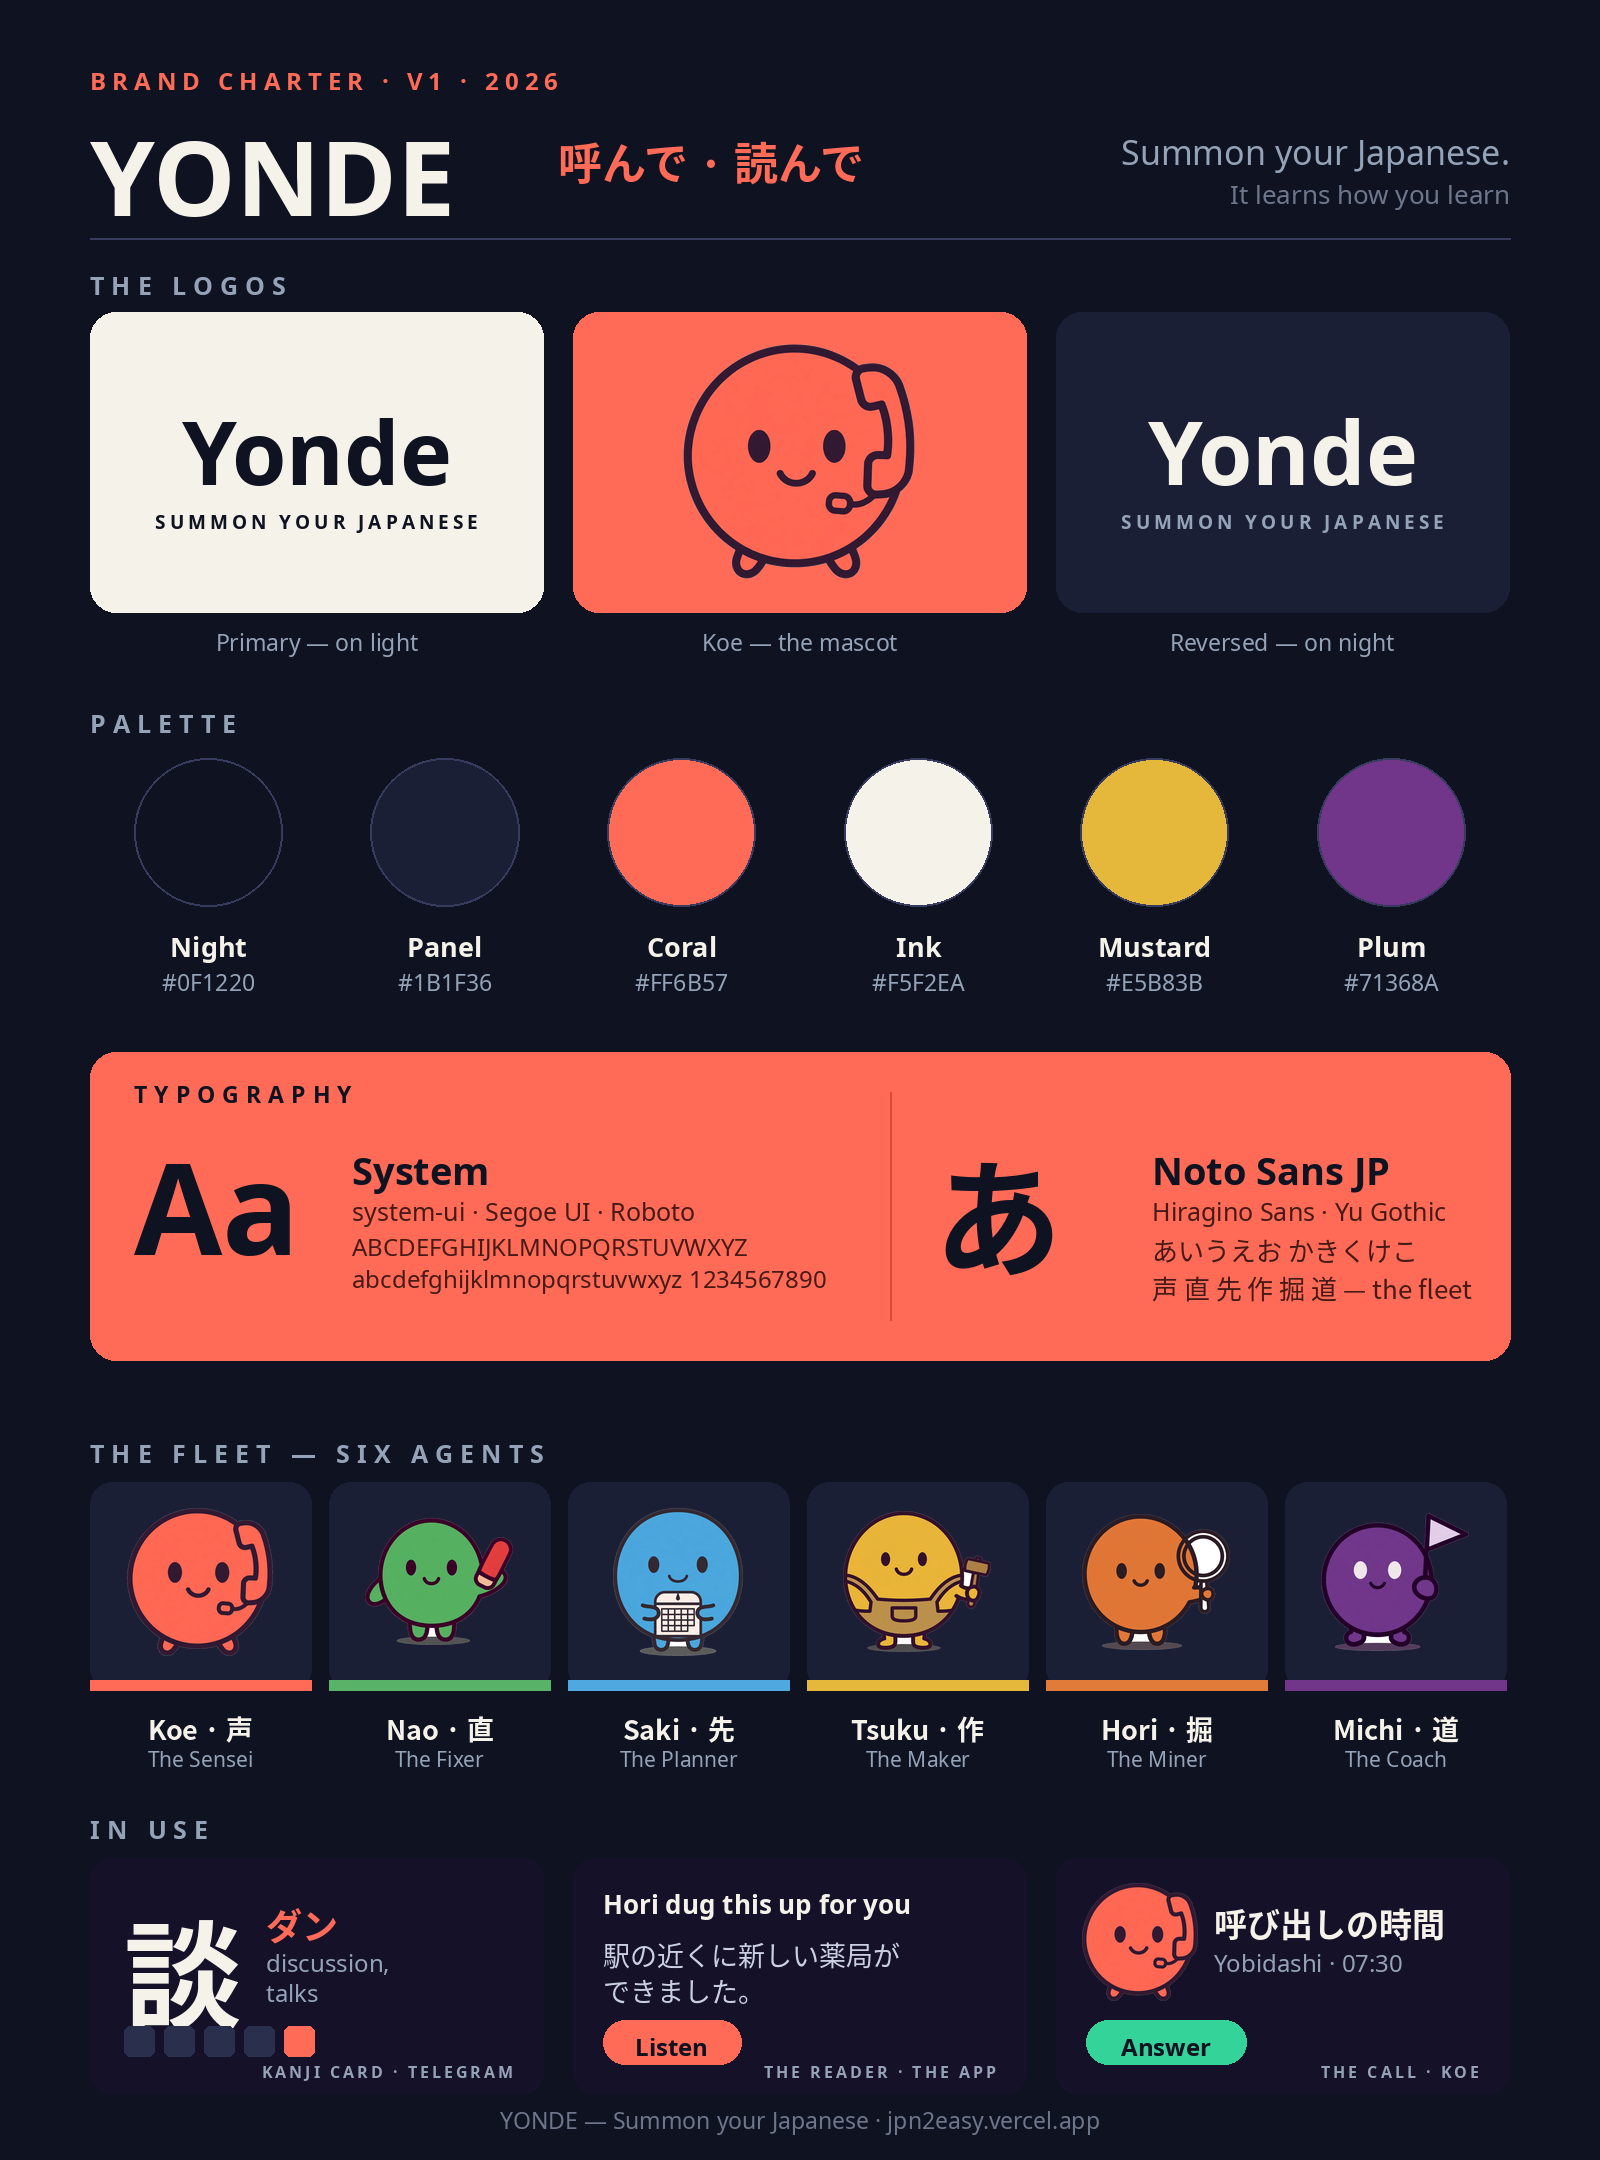 BRAND CHARTER · V1 · 2026
YONDE
呼んで · 読んで
Summon your Japanese.
It learns how you learn
THE LOGOS
Yonde
SUMMON YOUR JAPANESE
Yonde
SUMMON YOUR JAPANESE
Primary — on light
Koe — the mascot
Reversed — on night
PALETTE
Night
#0F1220
Panel
#1B1F36
Coral
#FF6B57
Ink
#F5F2EA
Mustard
#E5B83B
Plum
#71368A
TYPOGRAPHY
Aa
System
system-ui · Segoe UI · Roboto
ABCDEFGHIJKLMNOPQRSTUVWXYZ
abcdefghijklmnopqrstuvwxyz 1234567890
あ
Noto Sans JP
Hiragino Sans · Yu Gothic
あいうえお かきくけこ
声 直 先 作 掘 道 — the fleet
THE FLEET — SIX AGENTS
Koe · 声
The Sensei
Nao · 直
The Fixer
Saki · 先
The Planner
Tsuku · 作
The Maker
Hori · 掘
The Miner
Michi · 道
The Coach
IN USE
談
ダン
discussion,
talks
KANJI CARD · TELEGRAM
Hori dug this up for you
駅の近くに新しい薬局が
できました。
Listen
THE READER · THE APP
呼び出しの時間
Yobidashi · 07:30
Answer
THE CALL · KOE
YONDE — Summon your Japanese · jpn2easy.vercel.app